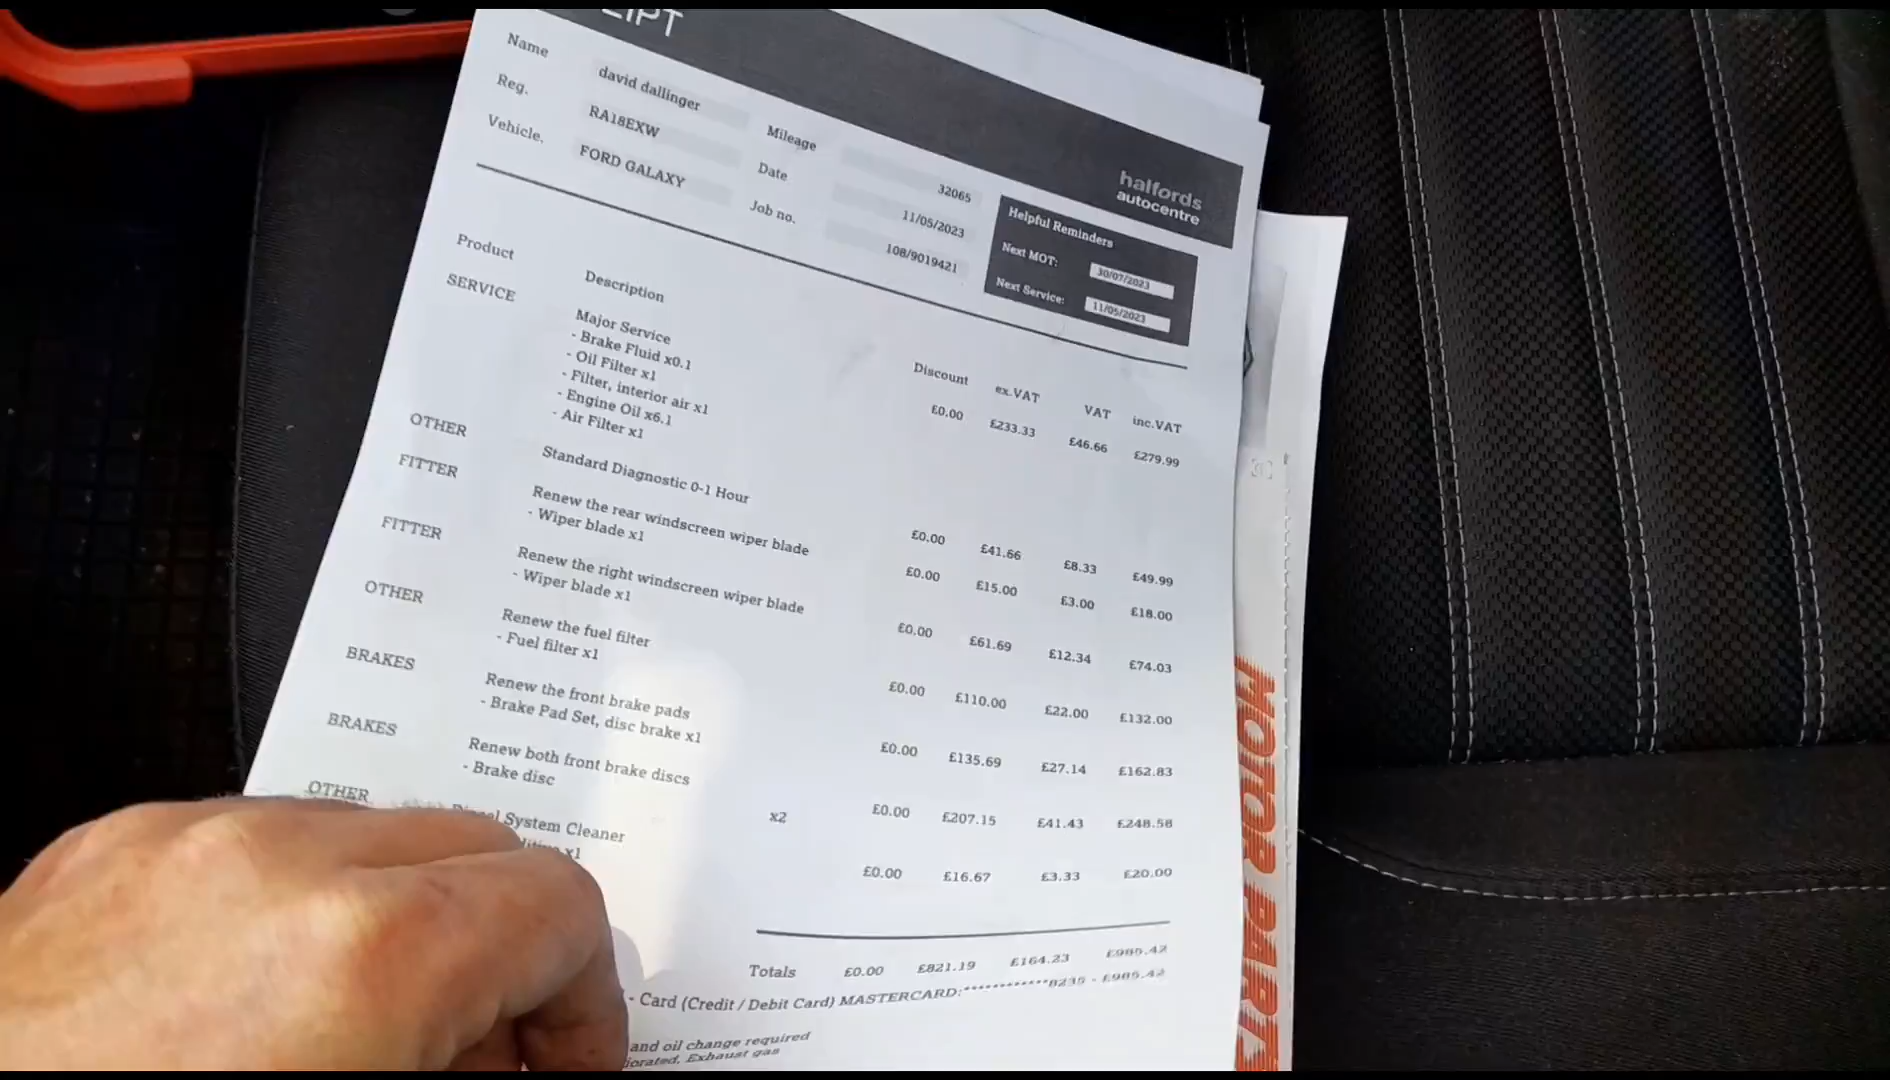 EIPT
halfords
autocentre
Name david dallinger
Reg. RA18EXW
Vehicle. FORD GALAXY
Mileage 32065
Date 11/05/2023
Job no. 108/9019421
Helpful Reminders
Next MOT: 30/07/2023
Next Service: 11/05/2023
Product Description Discount ex.VAT VAT inc.VAT
SERVICE Major Service £0.00 £233.33 £46.66 £279.99
- Brake Fluid x0.1
- Oil Filter x1
- Filter, interior air x1
- Engine Oil x6.1
- Air Filter x1
OTHER Standard Diagnostic 0-1 Hour £0.00 £41.66 £8.33 £49.99
FITTER Renew the rear windscreen wiper blade £0.00 £15.00 £3.00 £18.00
- Wiper blade x1
FITTER Renew the right windscreen wiper blade £0.00 £61.69 £12.34 £74.03
- Wiper blade x1
OTHER Renew the fuel filter £0.00 £110.00 £22.00 £132.00
- Fuel filter x1
BRAKES Renew the front brake pads £0.00 £135.69 £27.14 £162.83
- Brake Pad Set, disc brake x1
BRAKES Renew both front brake discs £0.00 £207.15 £41.43 £248.58
- Brake disc x2
OTHER System Cleaner £0.00 £16.67 £3.33 £20.00
x1
Totals £0.00 £821.19 £164.23 £985.42
- Card (Credit / Debit Card) MASTERCARD:************8235 - £985.42
and oil change required
Exhaust gas
MOTOR PARTS